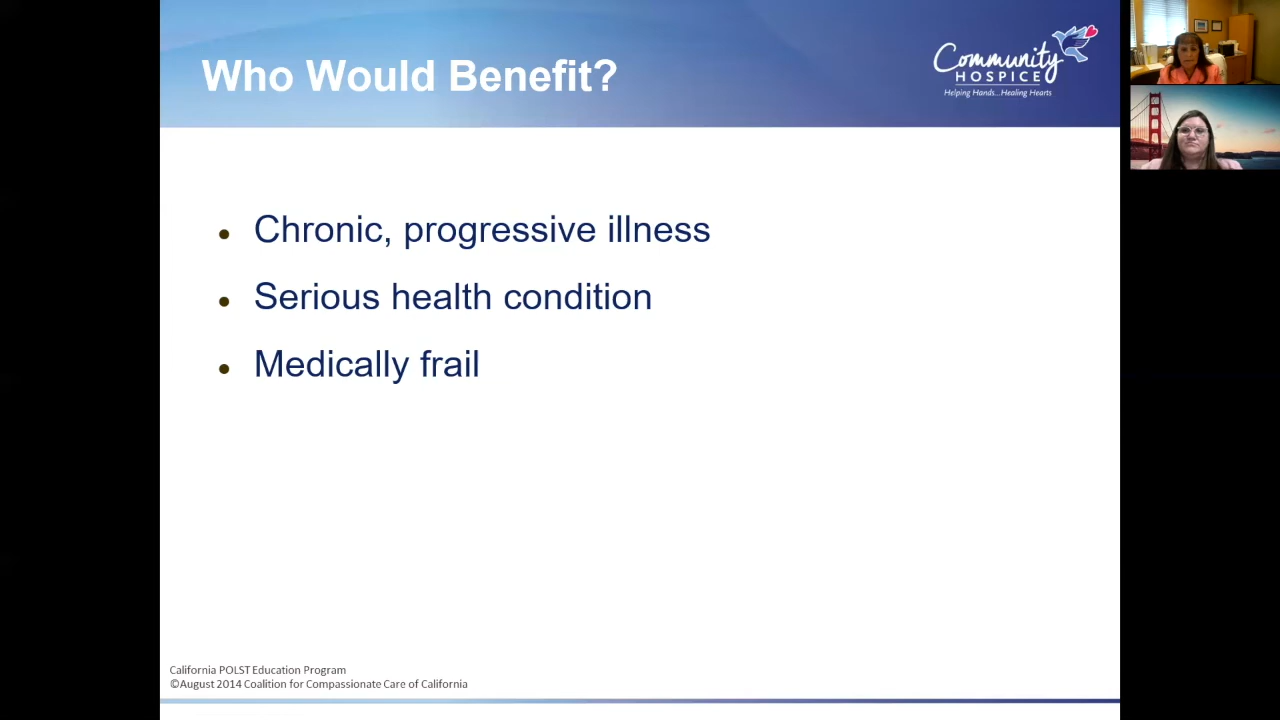 Who Would Benefit?
Community
HOSPICE
Helping Hands...Healing Hearts
• Chronic, progressive illness
• Serious health condition
• Medically frail
California POLST Education Program
©August 2014 Coalition for Compassionate Care of California